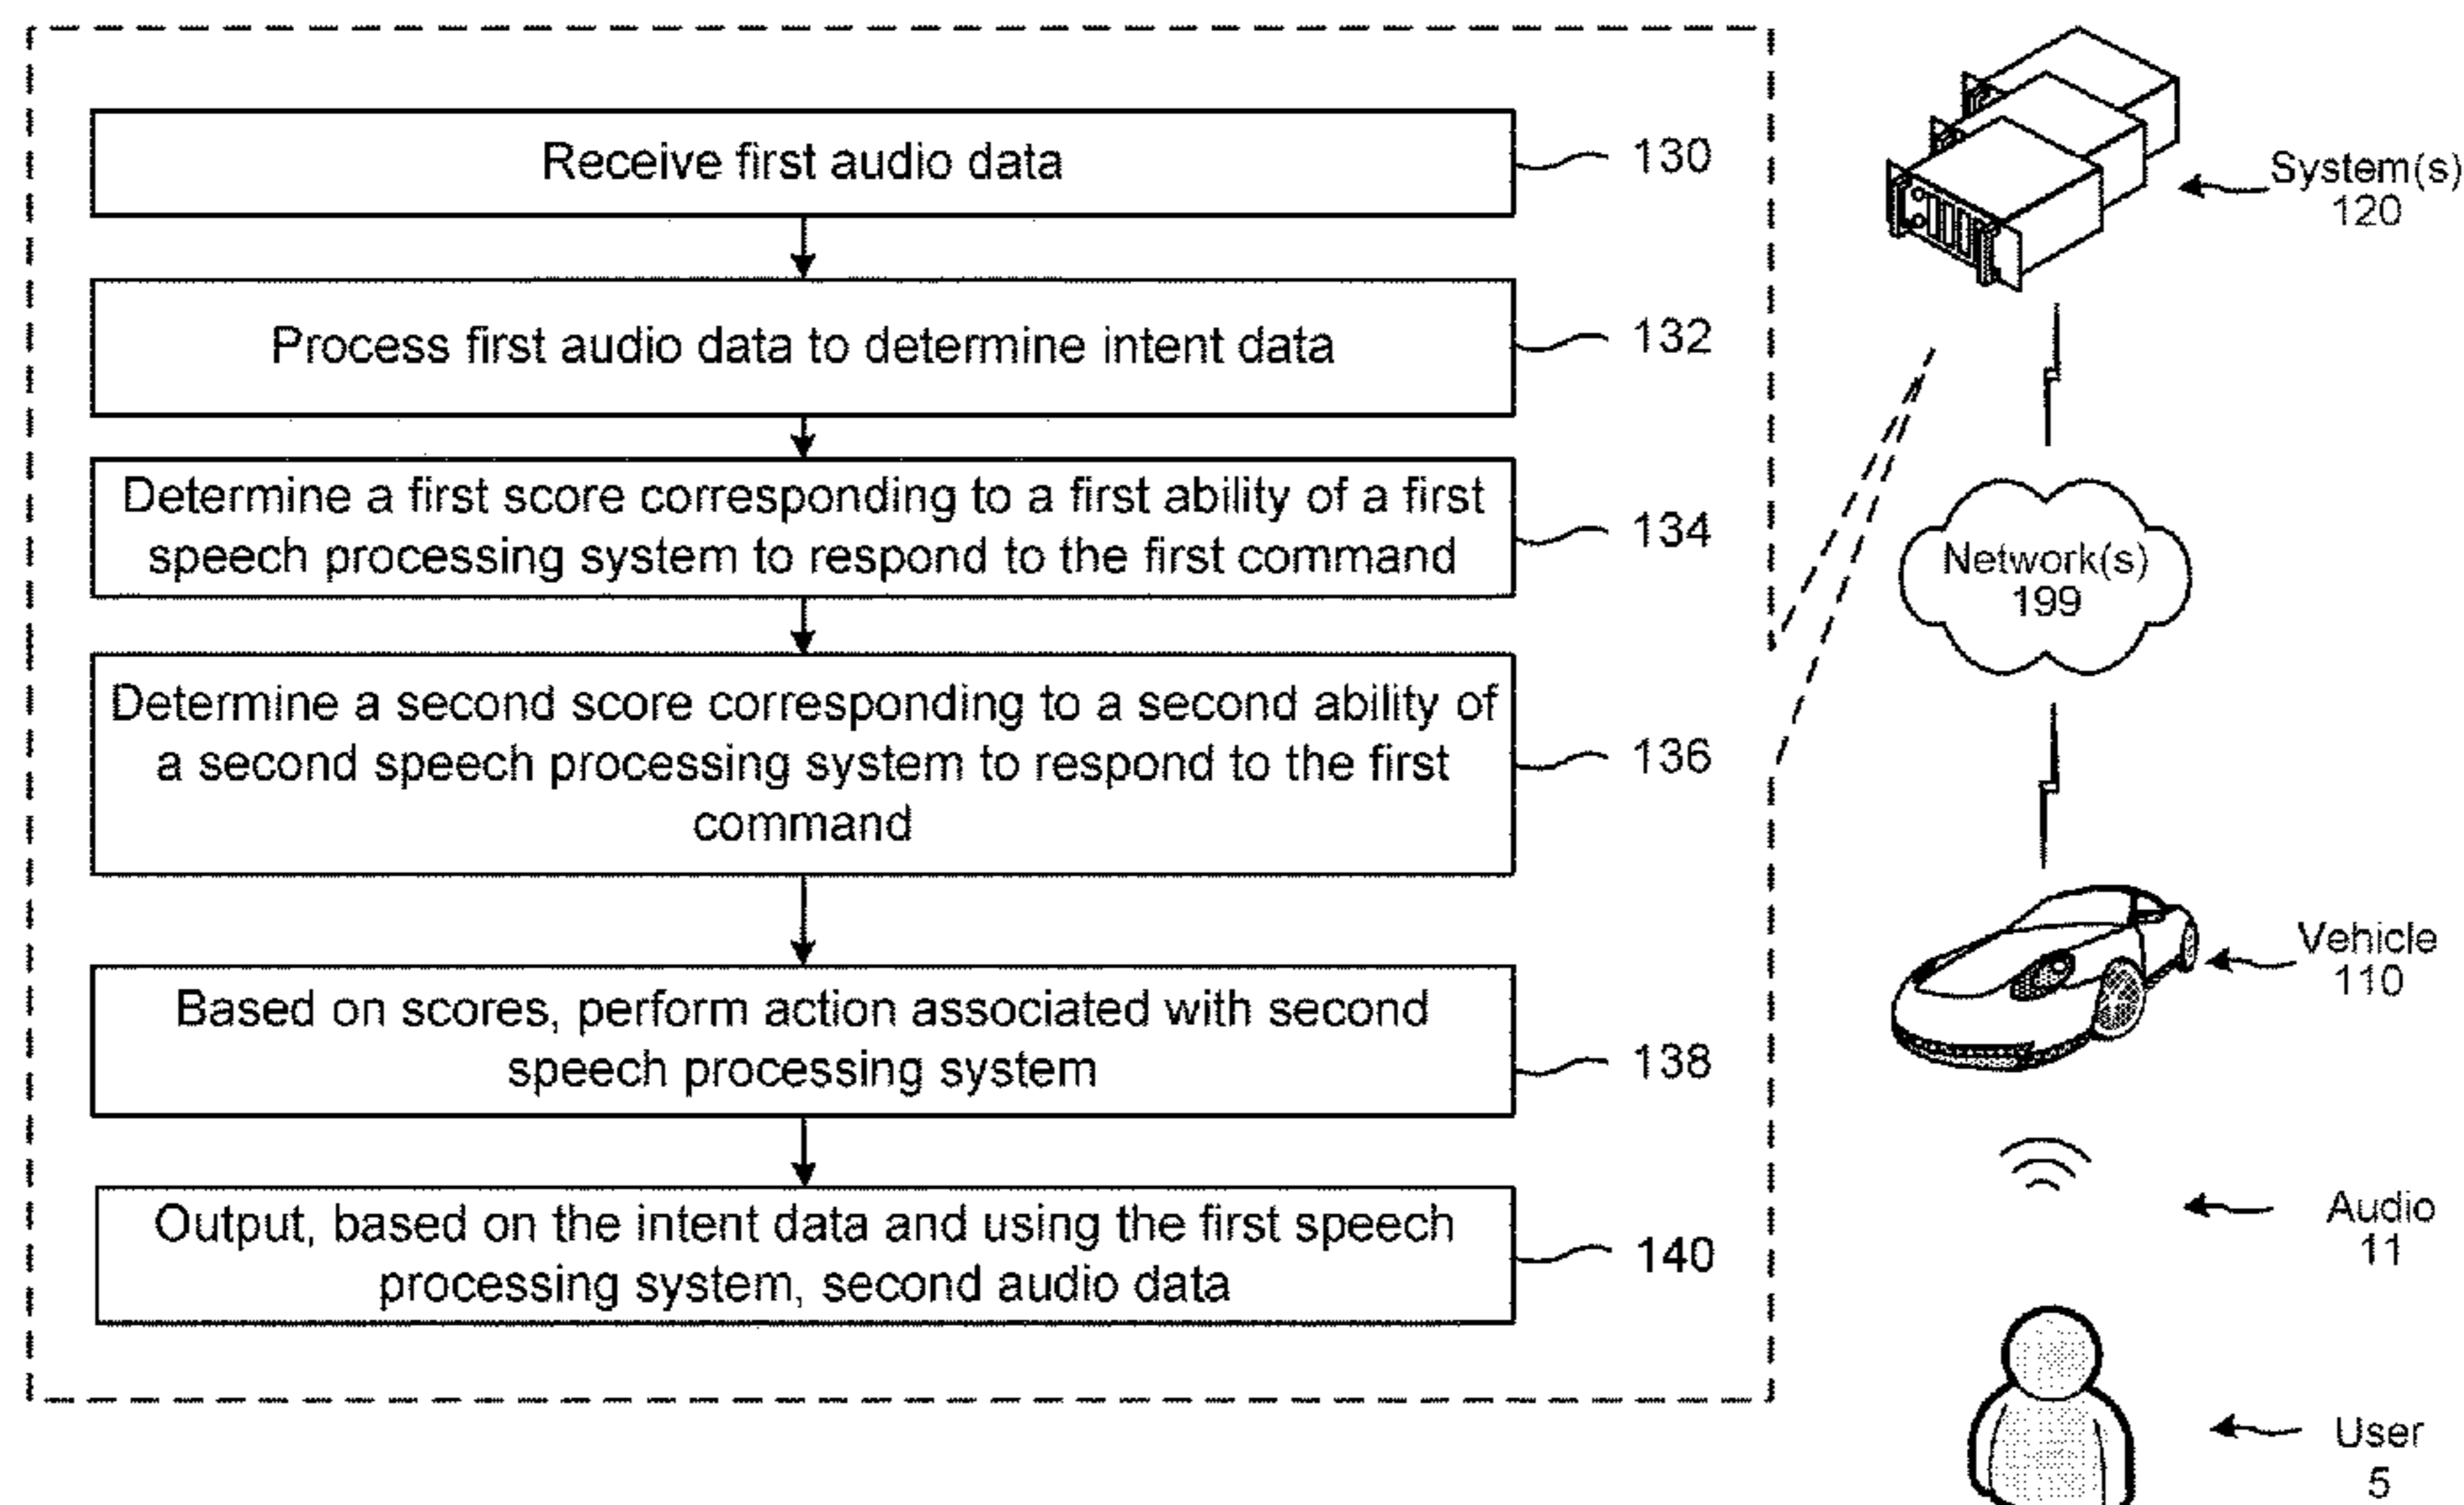 Receive first audio data
130
Process first audio data to determine intent data
132
Determine a first score corresponding to a first ability of a first
speech processing system to respond to the first command
134
Determine a second score corresponding to a second ability of
a second speech processing system to respond to the first
command
136
Based on scores, perform action associated with second
speech processing system
138
Output, based on the intent data and using the first speech
processing system, second audio data
140
System(s)
120
Network(s)
199
Vehicle
110
Audio
11
User
5